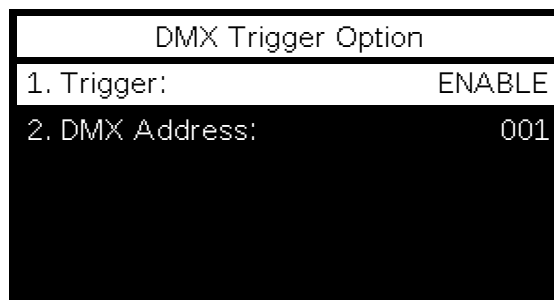 DMX Trigger Option
1. Trigger: ENABLE
2. DMX Address: 001